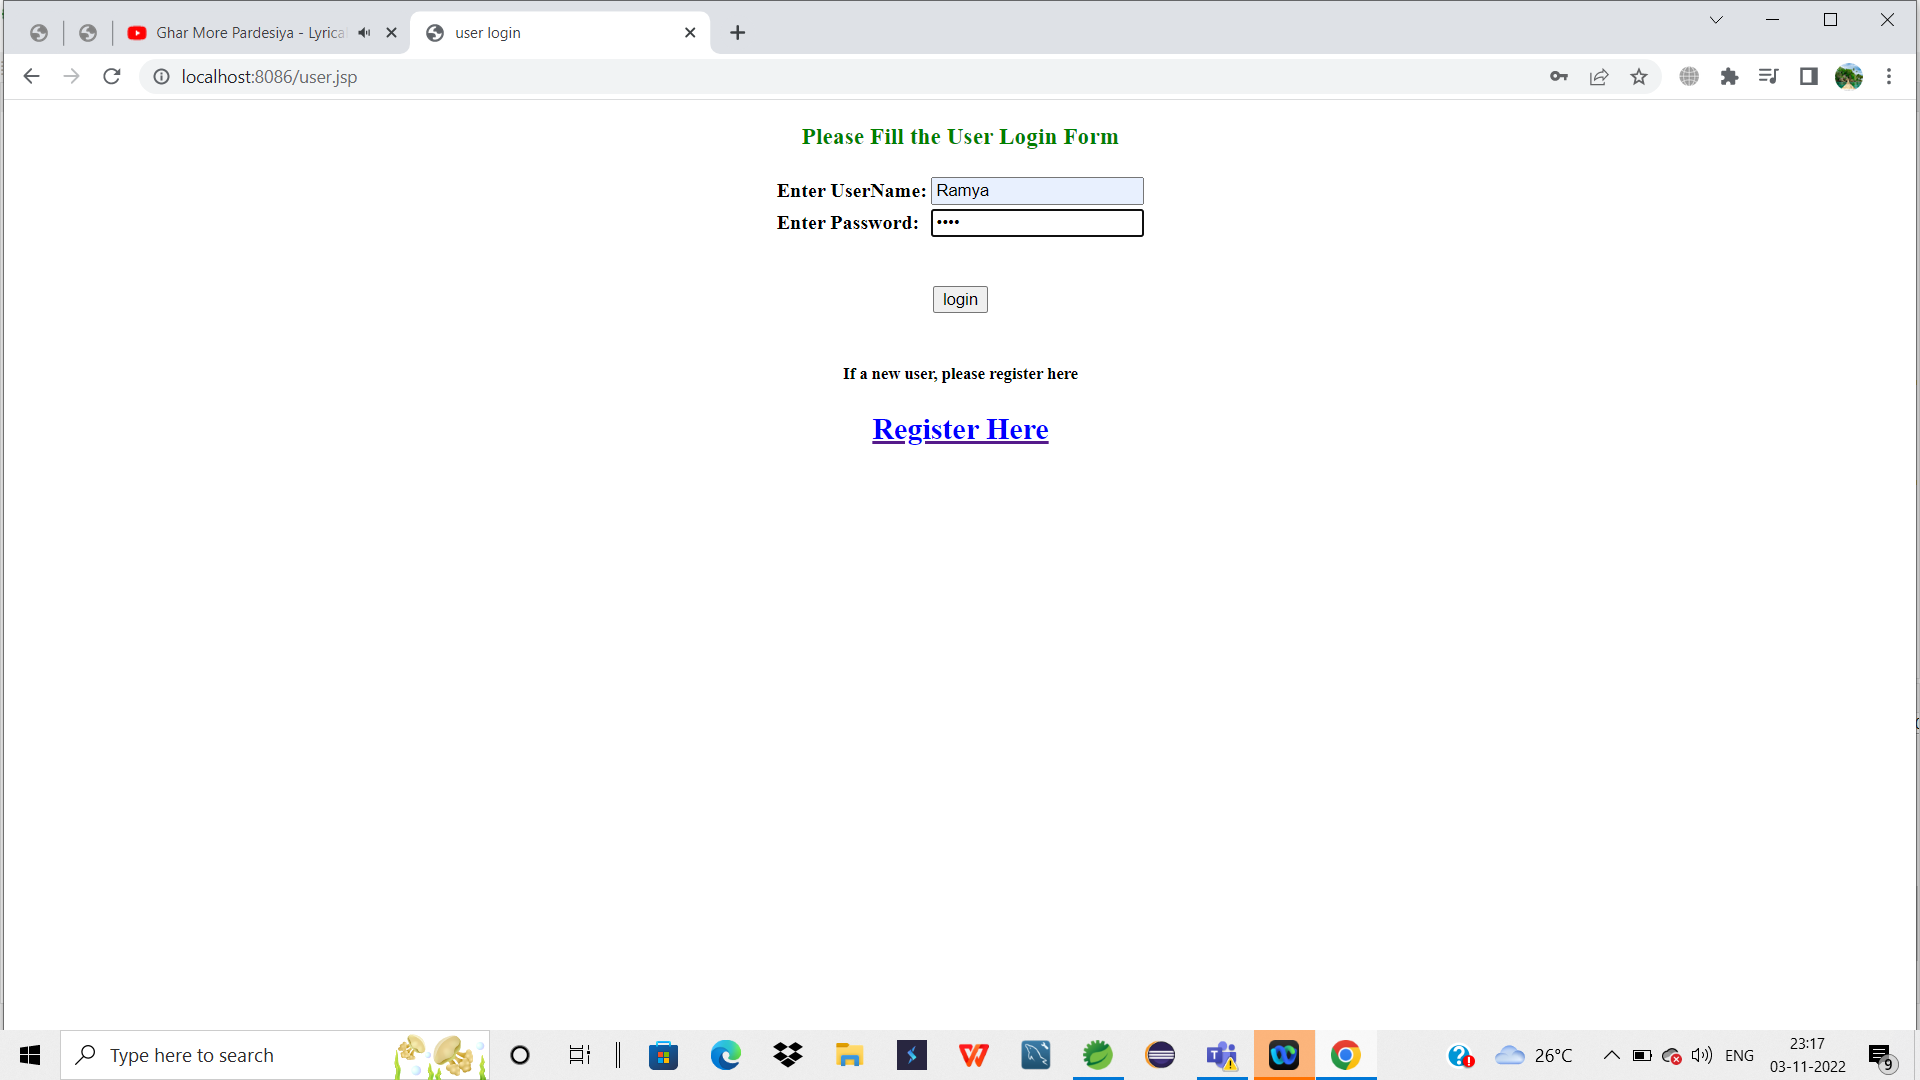 Ghar More Pardesiya - Lyrica
user login
localhost:8086/user.jsp
Please Fill the User Login Form
Enter UserName: Ramya
Enter Password: ••••
login
If a new user, please register here
Register Here
Type here to search
26°C
ENG
23:17
03-11-2022
9